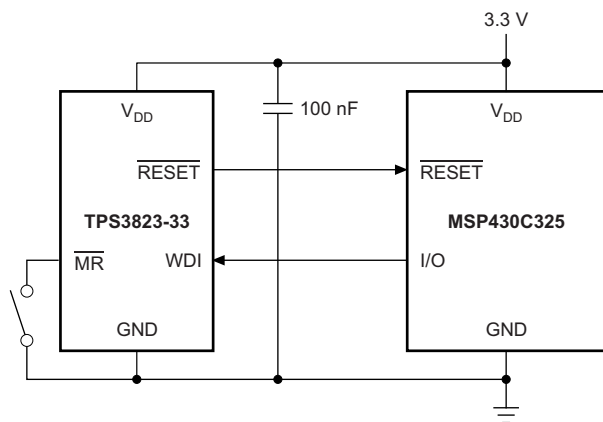 3.3 V
V_DD
V_DD
100 nF
RESET
RESET
TPS3823-33
MSP430C325
MR
WDI
I/O
GND
GND